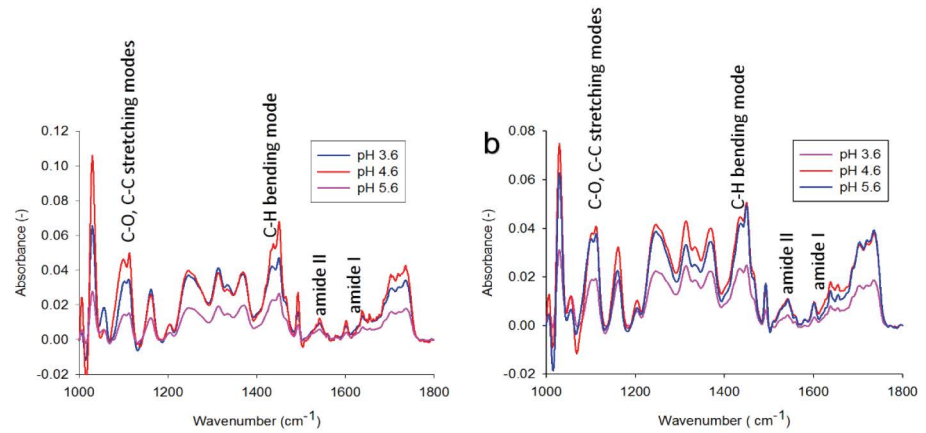 C-O, C-C stretching modes
C-H bending mode
amide II
amide I
pH 3.6
pH 4.6
pH 5.6
Absorbance (-)
0.12
0.10
0.08
0.06
0.04
0.02
0.00
-0.02
1000
1200
1400
1600
1800
Wavenumber (cm-1)
b
C-O, C-C stretching modes
C-H bending mode
amide II
amide I
pH 3.6
pH 4.6
pH 5.6
Absorbance (-)
0.08
0.06
0.04
0.02
0.00
-0.02
1000
1200
1400
1600
1800
Wavenumber ( cm-1)